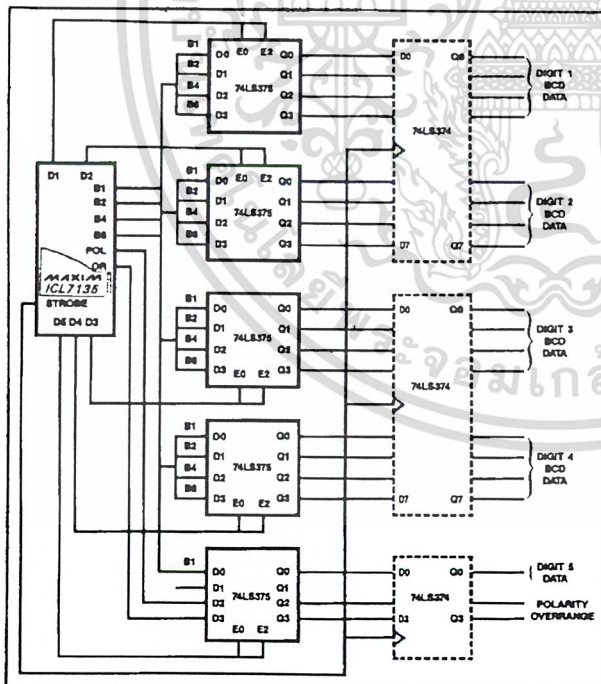 B1
B2
B4
B8
E0 E2
D0 Q0
D1 Q1
D2 Q2
D3 Q3
74LS375
D0 Q0
74LS374
D7 Q7
DIGIT 1
BCD
DATA
D1 D2
B1
B2
B4
B8
POL
OR
MAXIM
ICL7135
STROBE
D5 D4 D3
B1
B2
B4
B8
E0 E2
D0 Q0
D1 Q1
D2 Q2
D3 Q3
74LS375
DIGIT 2
BCD
DATA
B1
B2
B4
B8
D0 Q0
D1 Q1
D2 Q2
D3 Q3
74LS375
E0 E2
D0 Q0
74LS374
D7 Q7
DIGIT 3
BCD
DATA
B1
B2
B4
B8
D0 Q0
D1 Q1
D2 Q2
D3 Q3
74LS375
E0 E2
DIGIT 4
BCD
DATA
B1
D0 Q0
D1 Q1
D2 Q2
D3 Q3
74LS375
E0 E2
D0 Q0
74LS374
D3 Q3
DIGIT 5
DATA
POLARITY
OVERRANGE